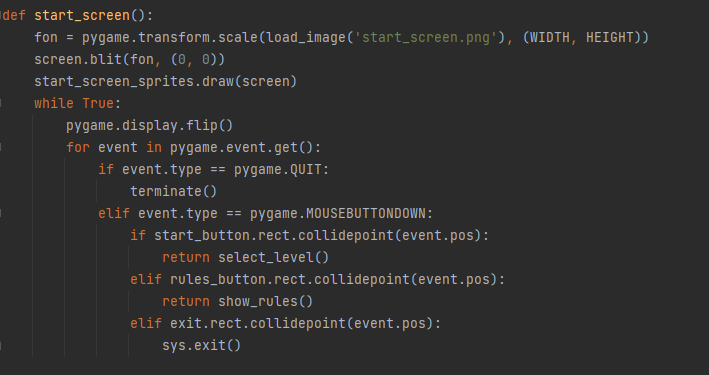 def start_screen():
    fon = pygame.transform.scale(load_image('start_screen.png'), (WIDTH, HEIGHT))
    screen.blit(fon, (0, 0))
    start_screen_sprites.draw(screen)
    while True:
        pygame.display.flip()
        for event in pygame.event.get():
            if event.type == pygame.QUIT:
                terminate()
            elif event.type == pygame.MOUSEBUTTONDOWN:
                if start_button.rect.collidepoint(event.pos):
                    return select_level()
                elif rules_button.rect.collidepoint(event.pos):
                    return show_rules()
                elif exit.rect.collidepoint(event.pos):
                    sys.exit()